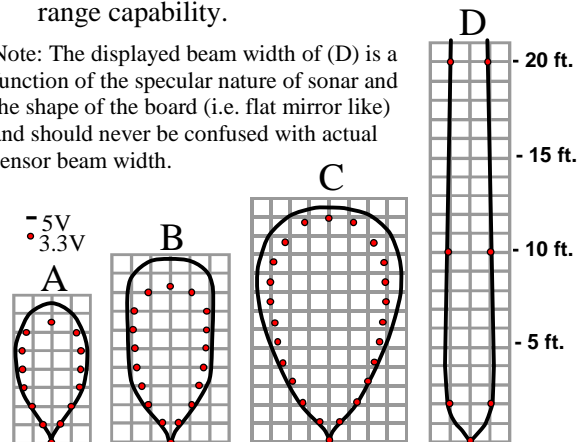 range capability.
Note: The displayed beam width of (D) is a
function of the specular nature of sonar and
the shape of the board (i.e. flat mirror like)
and should never be confused with actual
sensor beam width.
5V
3.3V
A
B
C
D
- 20 ft.
- 15 ft.
- 10 ft.
- 5 ft.